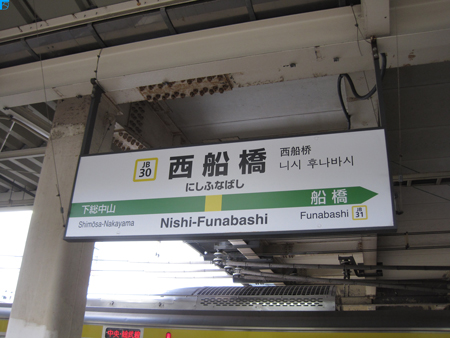 JB
30
西船橋
西船桥
니시 후나바시
にしふなばし
下総中山
船橋
Shimōsa-Nakayama
Nishi-Funabashi
Funabashi
JB
31